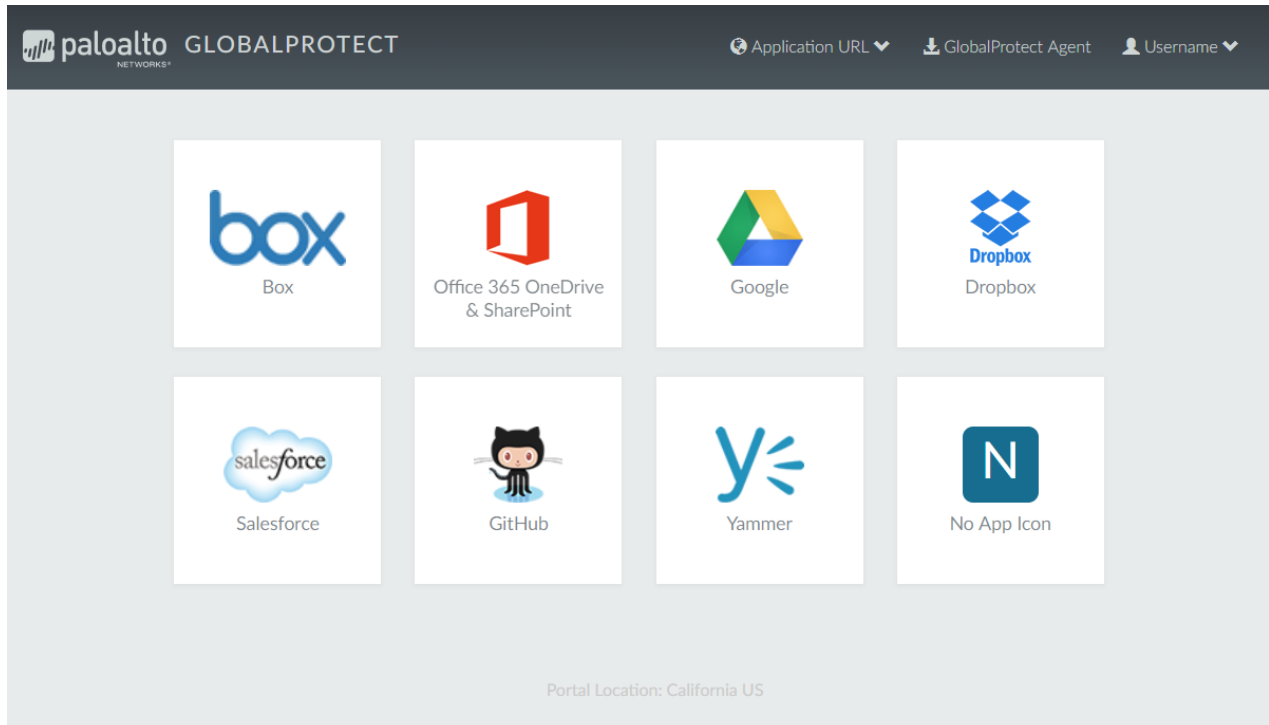 paloalto GLOBALPROTECT Application URL GlobalProtect Agent Username
NETWORKS®
box
Dropbox
Box Office 365 OneDrive Google Dropbox
& SharePoint
salesforce
N
Salesforce GitHub Yammer No App Icon
Portal Location: California US